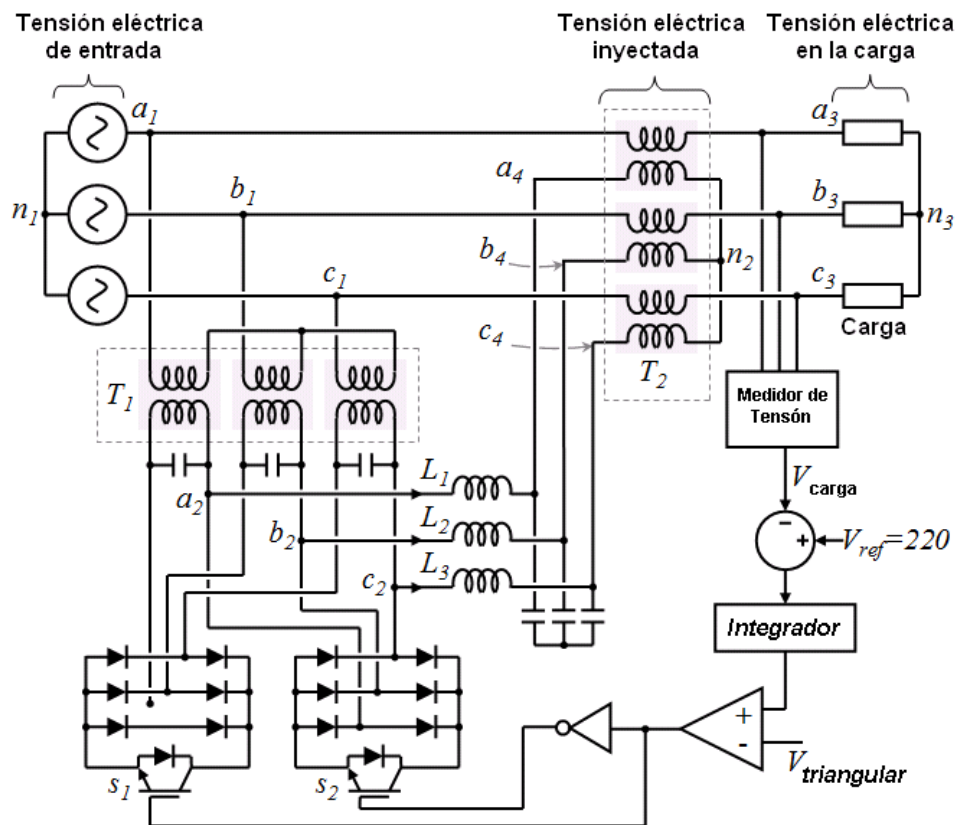 Tensión eléctrica
de entrada
Tensión eléctrica
inyectada
Tensión eléctrica
en la carga
a1
a3
a4
b1
b3
n1
n3
b4
n2
c1
c3
c4
Carga
T1
T2
Medidor de
Tensón
L1
Vcarga
a2
b2
L2
- + Vref=220
c2
L3
Integrador
+
-
Vtriangular
s1
s2